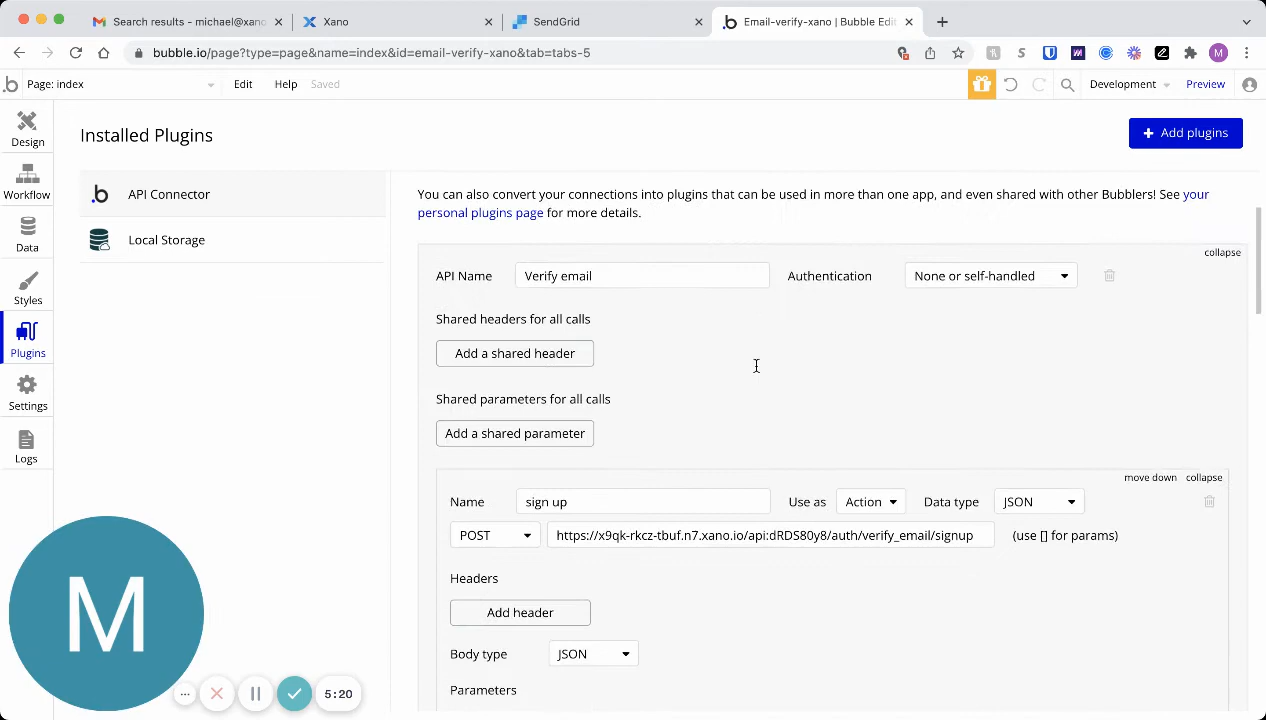 Search results - michael@xano
Xano
SendGrid
Email-verify-xano | Bubble Edi
bubble.io/page?type=page&name=index&id=email-verify-xano&tab=tabs-5
M
Page: index
Edit
Help
Saved
Development
Preview
Design
Workflow
Data
Styles
Plugins
Settings
Logs
Installed Plugins
+ Add plugins
API Connector
Local Storage
You can also convert your connections into plugins that can be used in more than one app, and even shared with other Bubblers! See your
personal plugins page for more details.
collapse
API Name
Verify email
Authentication
None or self-handled
Shared headers for all calls
Add a shared header
Shared parameters for all calls
Add a shared parameter
move down
collapse
Name
sign up
Use as
Action
Data type
JSON
POST
https://x9qk-rkcz-tbuf.n7.xano.io/api:dRDS80y8/auth/verify_email/signup
(use [] for params)
Headers
Add header
Body type
JSON
Parameters
M
5:20